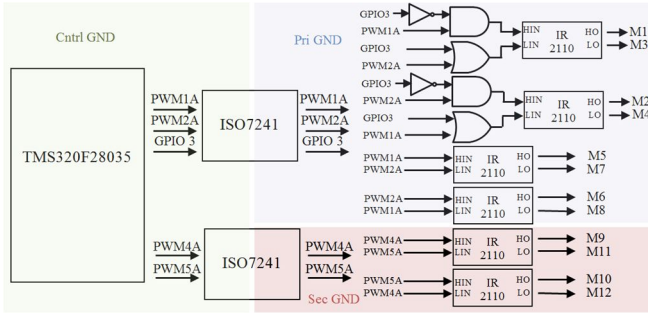 Cntrl GND
Pri GND
GPIO3
PWM1A
GPIO3
PWM2A
HIN
LIN
IR
2110
HO
LO
M1
M3
GPIO3
PWM2A
GPIO3
PWM1A
HIN
LIN
IR
2110
HO
LO
M2
M4
TMS320F28035
PWM1A
PWM2A
GPIO 3
ISO7241
PWM1A
PWM2A
GPIO 3
PWM1A
PWM2A
HIN
LIN
IR
2110
HO
LO
M5
M7
PWM2A
PWM1A
HIN
LIN
IR
2110
HO
LO
M6
M8
PWM4A
PWM5A
ISO7241
PWM4A
PWM5A
Sec GND
PWM4A
PWM5A
HIN
LIN
IR
2110
HO
LO
M9
M11
PWM5A
PWM4A
HIN
LIN
IR
2110
HO
LO
M10
M12